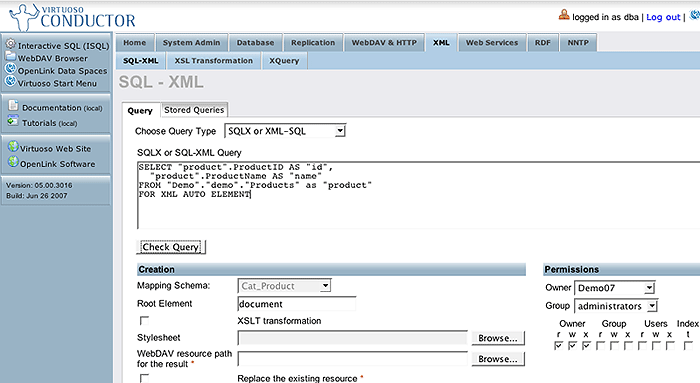 VIRTUOSO
CONDUCTOR
logged in as dba | Log out |
Interactive SQL (ISQL)
WebDAV Browser
OpenLink Data Spaces
Virtuoso Start Menu
Documentation (local)
Tutorials (local)
Virtuoso Web Site
OpenLink Software
Version: 05.00.3016
Build: Jun 26 2007
Home System Admin Database Replication WebDAV & HTTP XML Web Services RDF NNTP
SQL-XML XSL Transformation XQuery
SQL - XML
Query Stored Queries
Choose Query Type SQLX or XML-SQL
SQLX or SQL-XML Query
SELECT "product".ProductID AS "id",
"product".ProductName AS "name"
FROM "Demo"."demo"."Products" as "product"
FOR XML AUTO ELEMENT
Check Query
Creation
Mapping Schema: Cat_Product
Root Element document
XSLT transformation
Stylesheet Browse...
WebDAV resource path
for the result * Browse...
Replace the existing resource *
Permissions
Owner Demo07
Group administrators
Owner Group Users Index
r w x r w x r w x t